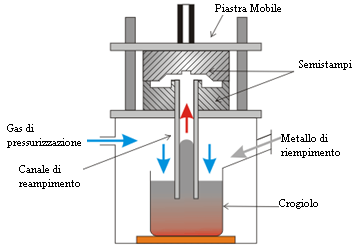 Piastra Mobile
Semistampi
Gas di
pressurizzazione
Metallo di
riempimento
Canale di
reampimento
Crogiolo